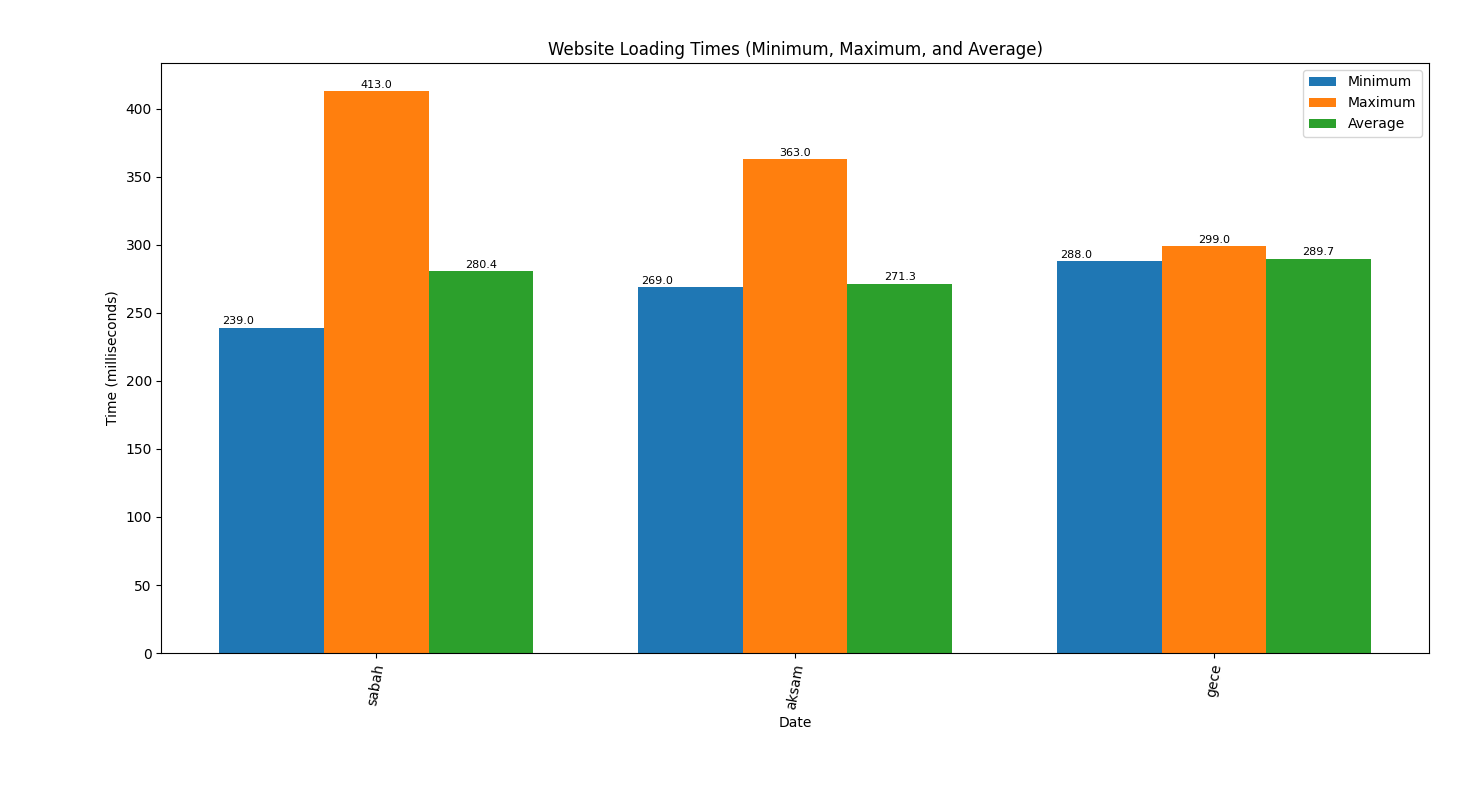 Website Loading Times (Minimum, Maximum, and Average)
Minimum
Maximum
Average
Time (milliseconds)
400
350
300
250
200
150
100
50
0
239.0
413.0
280.4
269.0
363.0
271.3
288.0
299.0
289.7
sabah
aksam
gece
Date